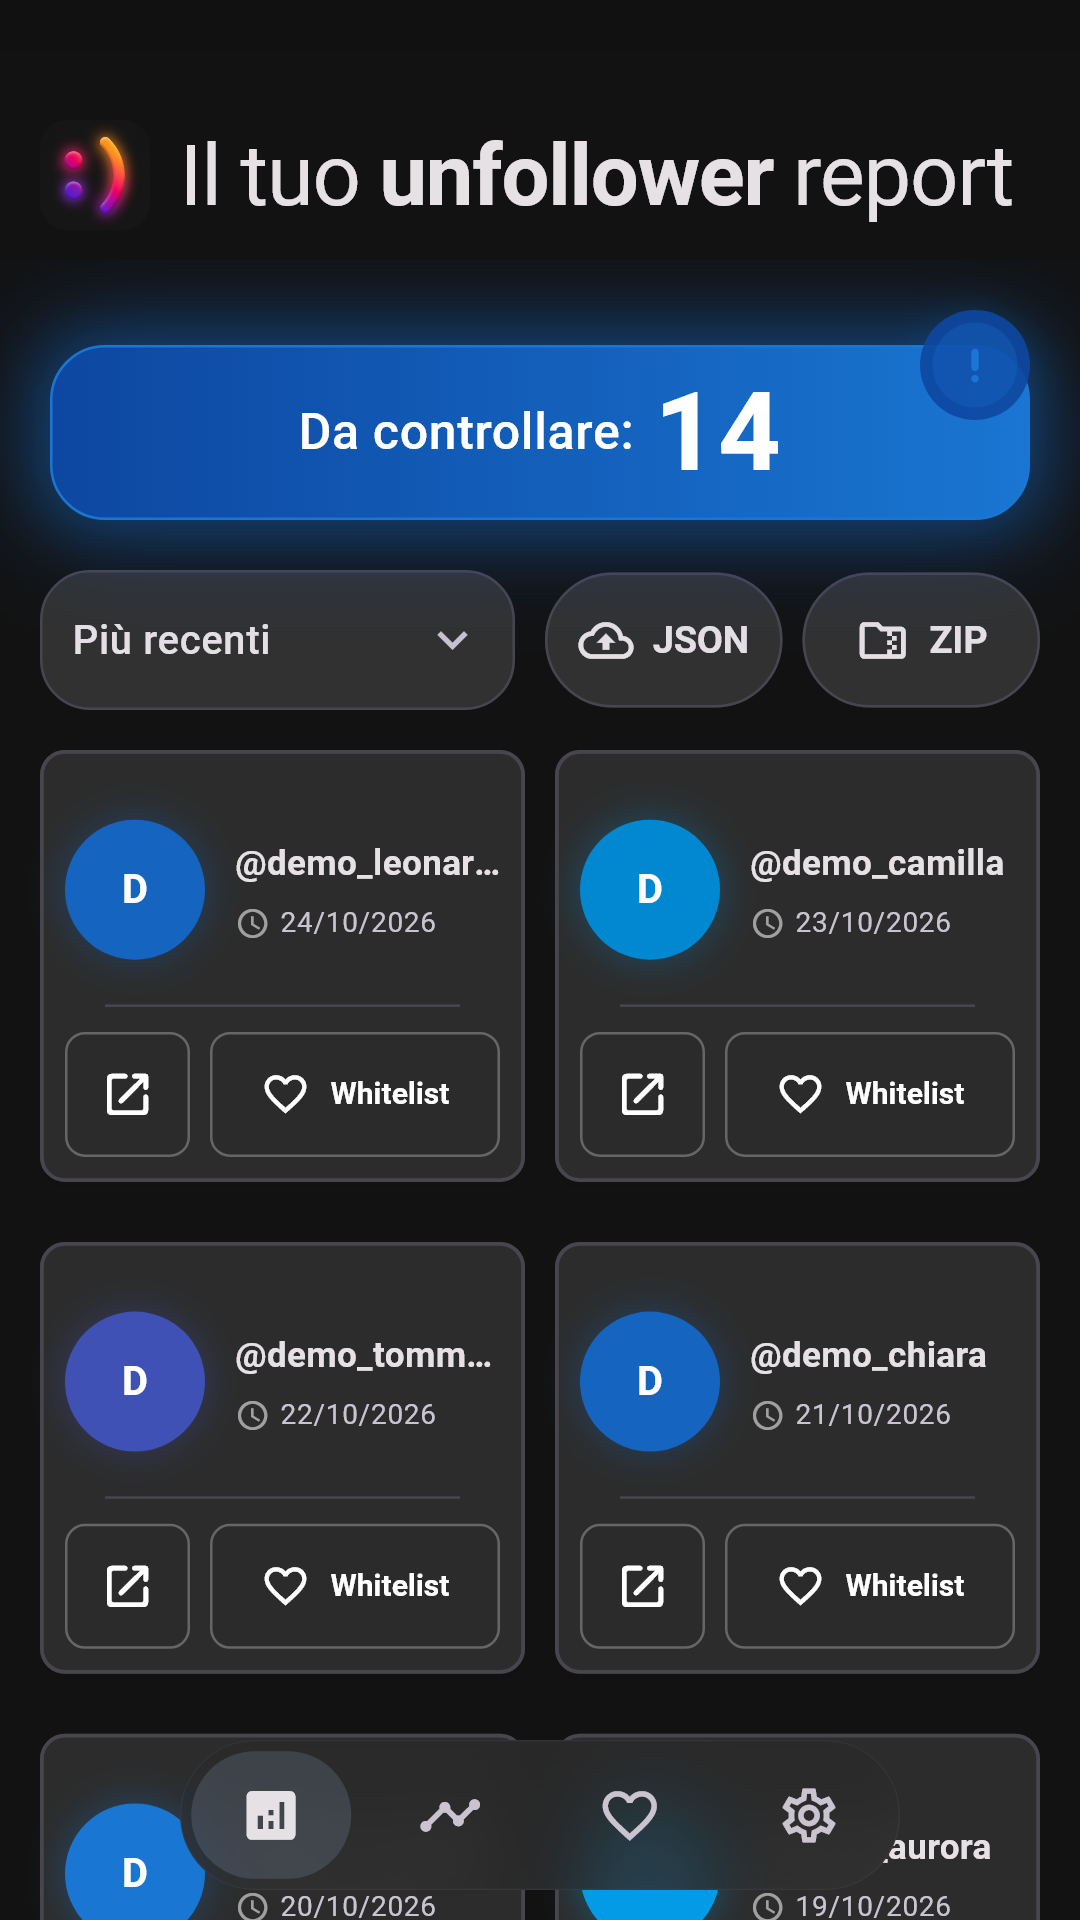 Il tuo unfollower report
Da controllare: 14
!
Più recenti
JSON
ZIP
D
@demo_leonar...
24/10/2026
Whitelist
D
@demo_camilla
23/10/2026
Whitelist
D
@demo_tomm...
22/10/2026
Whitelist
D
@demo_chiara
21/10/2026
Whitelist
D
20/10/2026
_aurora
19/10/2026